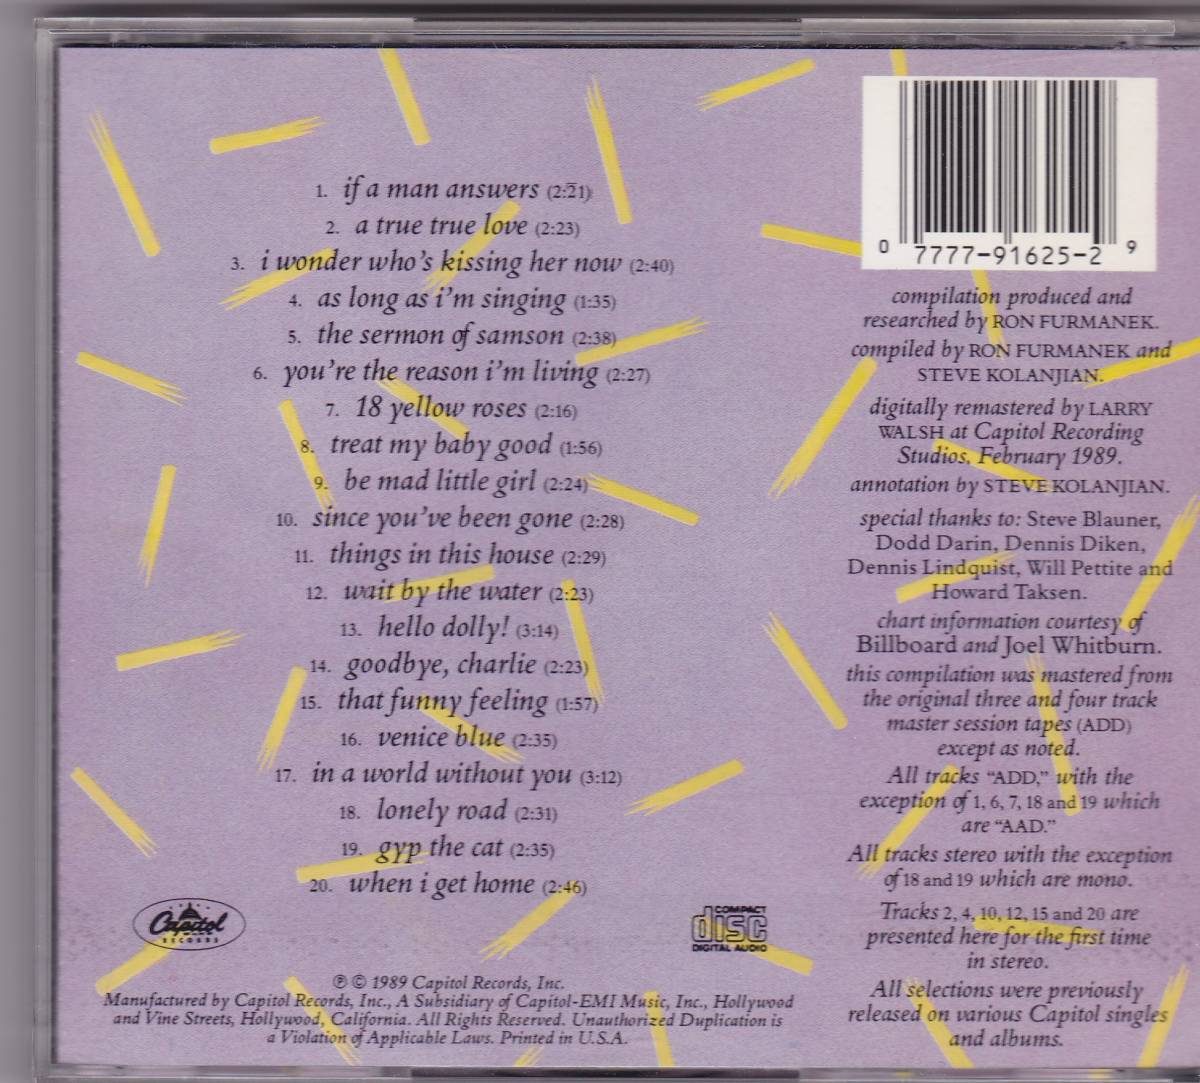 1. if a man answers (2:21)
2. a true true love (2:23)
3. i wonder who's kissing her now (2:40)
4. as long as i'm singing (1:35)
5. the sermon of samson (2:38)
6. you're the reason i'm living (2:27)
7. 18 yellow roses (2:16)
8. treat my baby good (1:56)
9. be mad little girl (2:24)
10. since you've been gone (2:28)
11. things in this house (2:29)
12. wait by the water (2:23)
13. hello dolly! (3:14)
14. goodbye, charlie (2:23)
15. that funny feeling (1:57)
16. venice blue (2:35)
17. in a world without you (3:12)
18. lonely road (2:31)
19. gyp the cat (2:35)
20. when i get home (2:46)
Capitol
RECORDS
COMPACT
disc
DIGITAL AUDIO
℗ © 1989 Capitol Records, Inc.
Manufactured by Capitol Records, Inc., A Subsidiary of Capitol-EMI Music, Inc., Hollywood
and Vine Streets, Hollywood, California. All Rights Reserved. Unauthorized Duplication is
a Violation of Applicable Laws. Printed in U.S.A.
0 7777-91625-2 9
compilation produced and
researched by RON FURMANEK.
compiled by RON FURMANEK and
STEVE KOLANJIAN.
digitally remastered by LARRY
WALSH at Capitol Recording
Studios, February 1989.
annotation by STEVE KOLANJIAN.
special thanks to: Steve Blauner,
Dodd Darin, Dennis Diken,
Dennis Lindquist, Will Pettite and
Howard Taksen.
chart information courtesy of
Billboard and Joel Whitburn.
this compilation was mastered from
the original three and four track
master session tapes (ADD)
except as noted.
All tracks "ADD," with the
exception of 1, 6, 7, 18 and 19 which
are "AAD."
All tracks stereo with the exception
of 18 and 19 which are mono.
Tracks 2, 4, 10, 12, 15 and 20 are
presented here for the first time
in stereo.
All selections were previously
released on various Capitol singles
and albums.